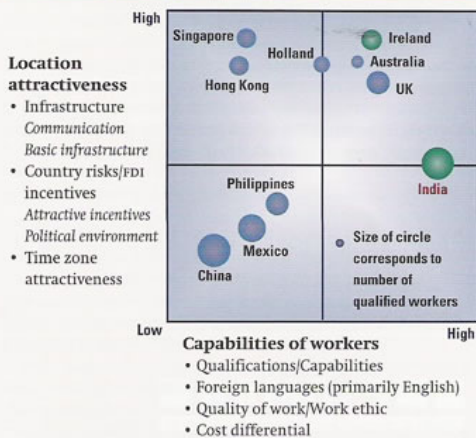 High
Singapore
Ireland
Holland
Australia
Hong Kong
UK
Location
attractiveness
• Infrastructure
Communication
Basic infrastructure
• Country risks/FDI
incentives
Attractive incentives
Political environment
• Time zone
attractiveness
India
Philippines
Mexico
China
Size of circle
corresponds to
number of
qualified workers
Low
High
Capabilities of workers
• Qualifications/Capabilities
• Foreign languages (primarily English)
• Quality of work/Work ethic
• Cost differential